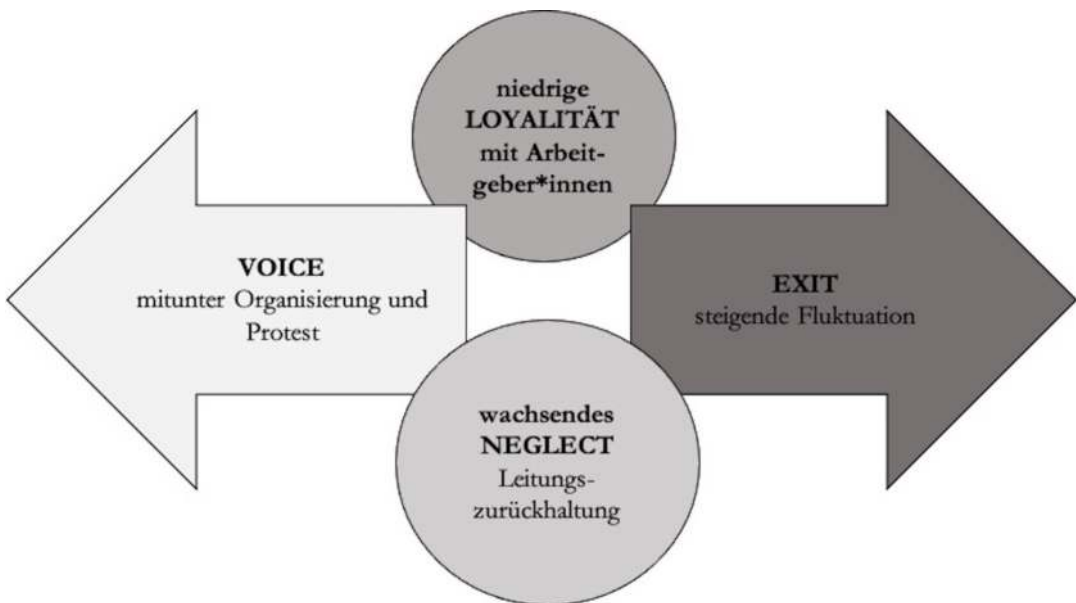 niedrige
LOYALITÄT
mit Arbeit-
geber*innen
VOICE
mitunter Organisierung und
Protest
EXIT
steigende Fluktuation
wachsendes
NEGLECT
Leitungs-
zurückhaltung